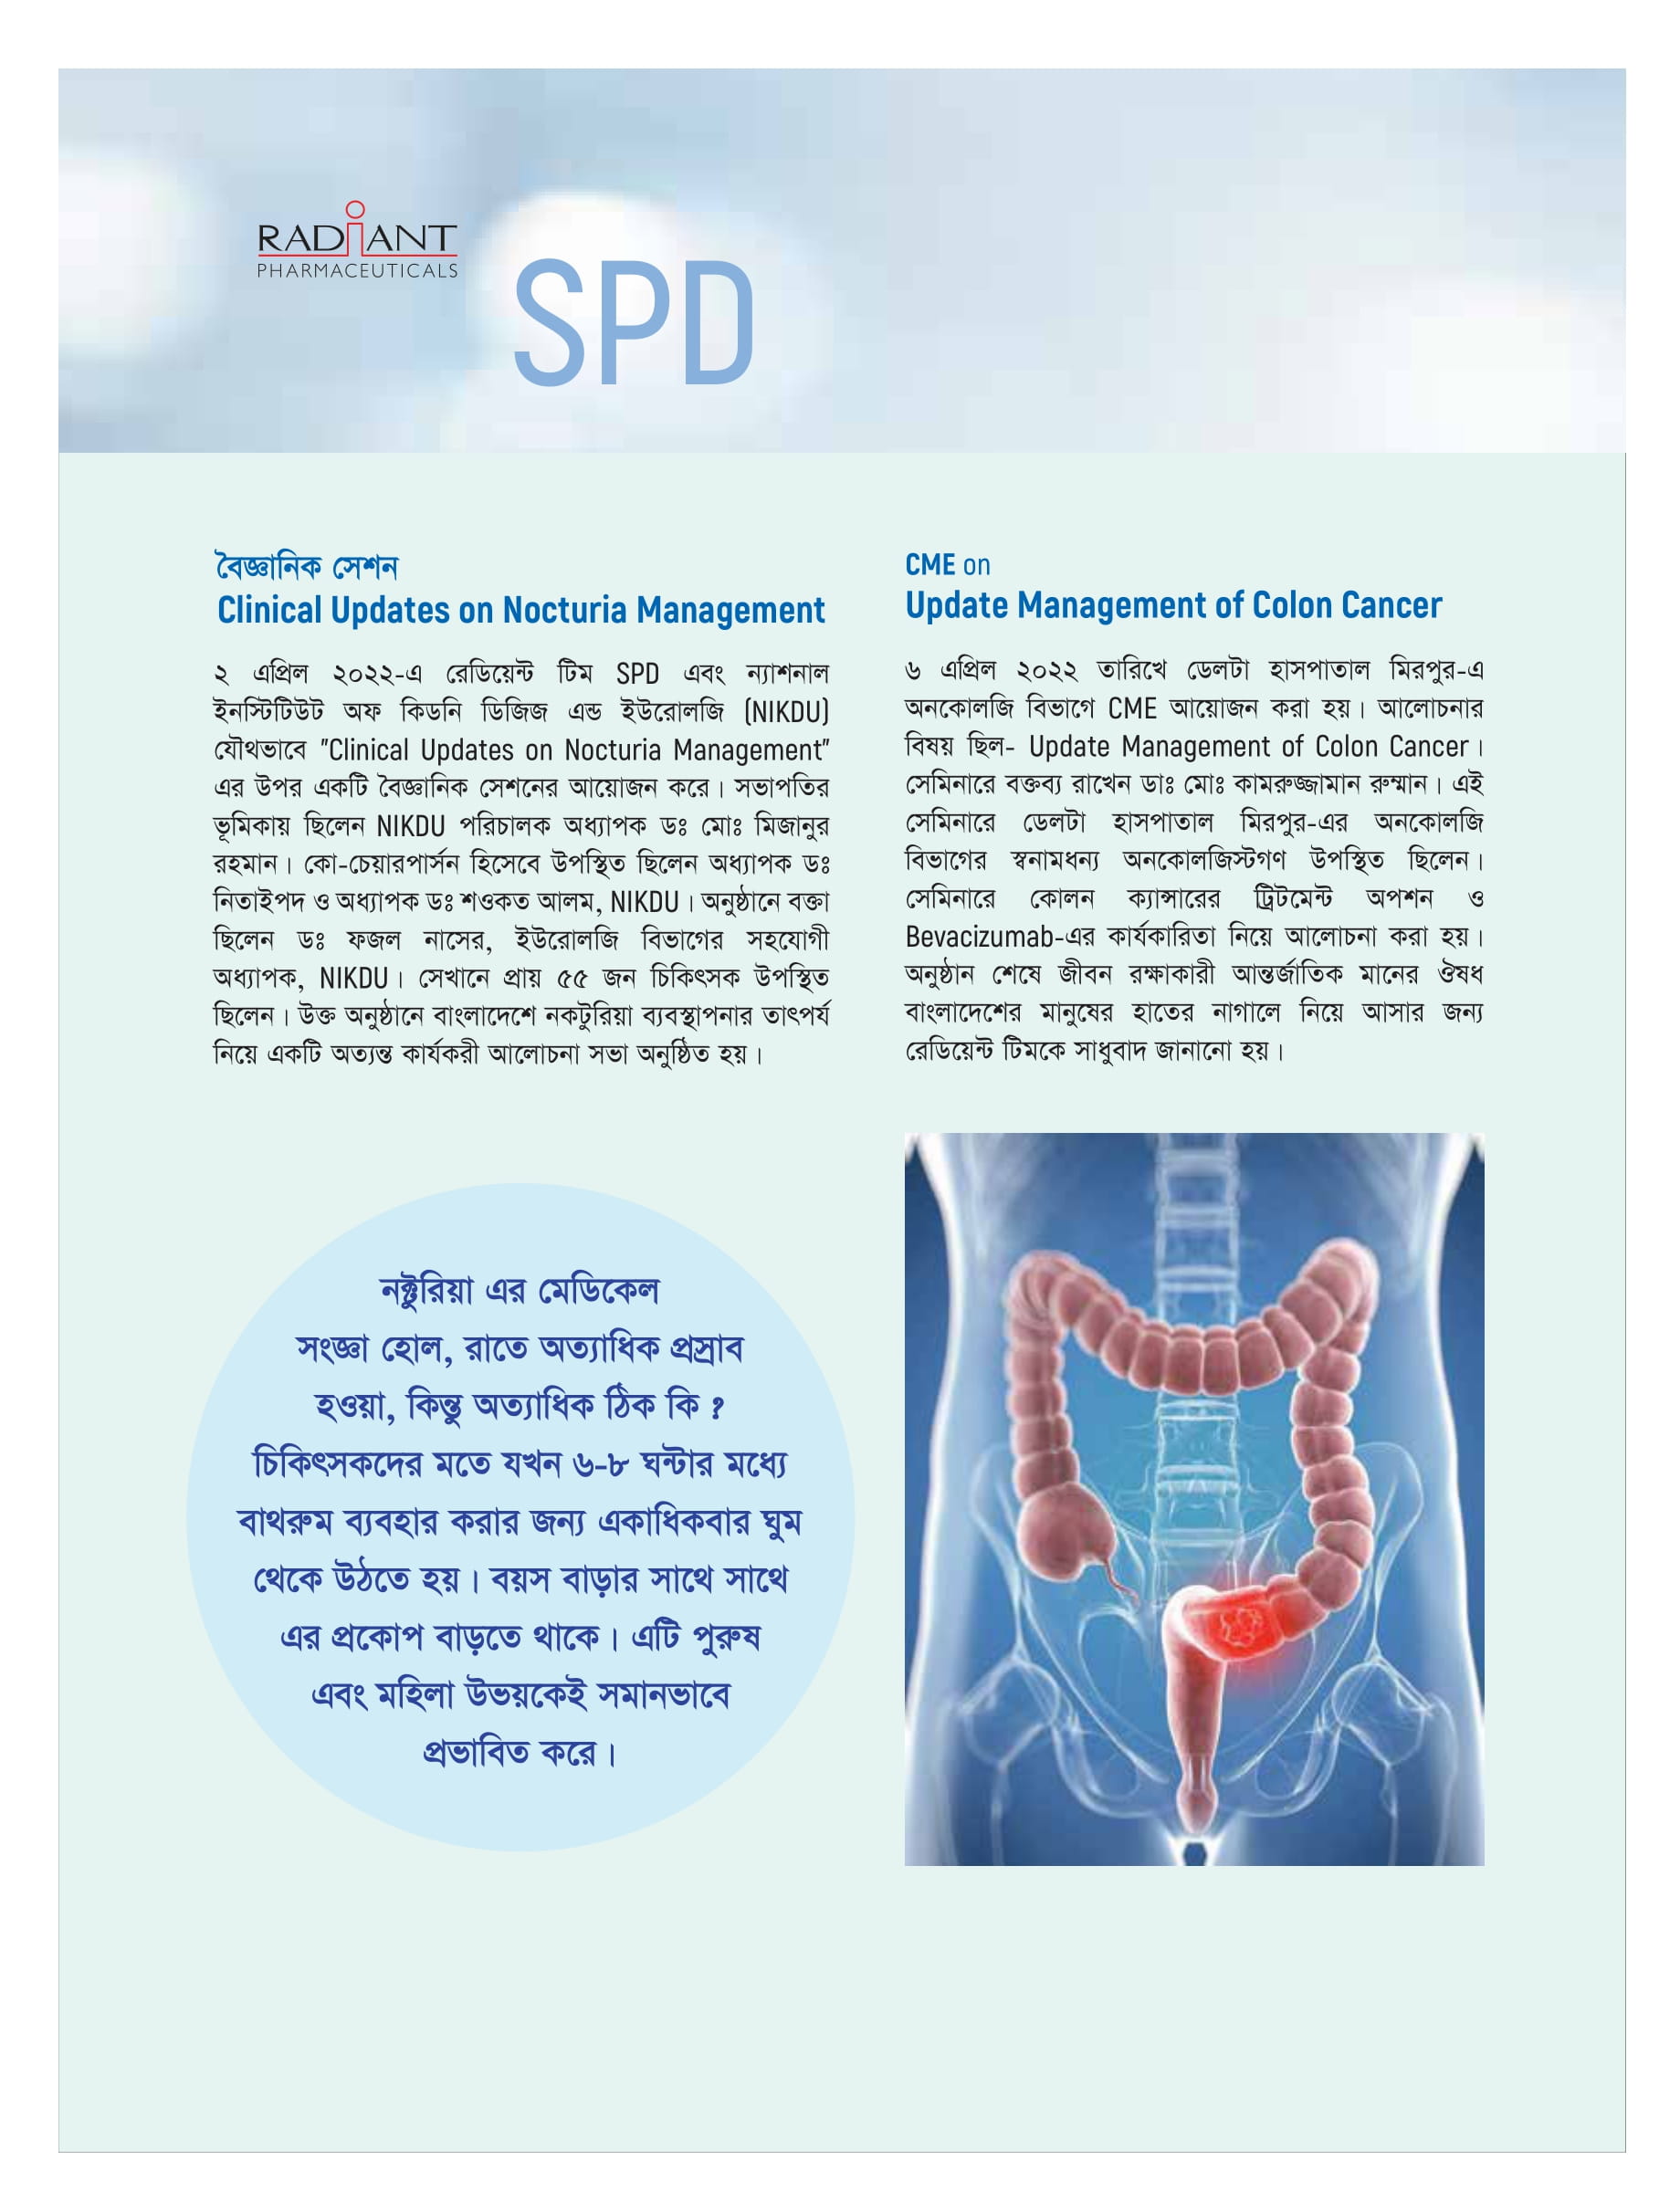 RADiANT
PHARMACEUTICALS
SPD
বৈজ্ঞানিক সেশন
Clinical Updates on Nocturia Management
২ এপ্রিল ২০২২-এ রেডিয়েন্ট টিম SPD এবং ন্যাশনাল
ইনস্টিটিউট অফ কিডনি ডিজিজ এন্ড ইউরোলজি (NIKDU)
যৌথভাবে "Clinical Updates on Nocturia Management"
এর উপর একটি বৈজ্ঞানিক সেশনের আয়োজন করে। সভাপতির
ভূমিকায় ছিলেন NIKDU পরিচালক অধ্যাপক ডঃ মোঃ মিজানুর
রহমান। কো-চেয়ারপার্সন হিসেবে উপস্থিত ছিলেন অধ্যাপক ডঃ
নিতাইপদ ও অধ্যাপক ডঃ শওকত আলম, NIKDU। অনুষ্ঠানে বক্তা
ছিলেন ডঃ ফজল নাসের, ইউরোলজি বিভাগের সহযোগী
অধ্যাপক, NIKDU। সেখানে প্রায় ৫৫ জন চিকিৎসক উপস্থিত
ছিলেন। উক্ত অনুষ্ঠানে বাংলাদেশে নকটুরিয়া ব্যবস্থাপনার তাৎপর্য
নিয়ে একটি অত্যন্ত কার্যকরী আলোচনা সভা অনুষ্ঠিত হয়।
নক্টুরিয়া এর মেডিকেল
সংজ্ঞা হোল, রাতে অত্যাধিক প্রস্রাব
হওয়া, কিন্তু অত্যাধিক ঠিক কি ?
চিকিৎসকদের মতে যখন ৬-৮ ঘন্টার মধ্যে
বাথরুম ব্যবহার করার জন্য একাধিকবার ঘুম
থেকে উঠতে হয়। বয়স বাড়ার সাথে সাথে
এর প্রকোপ বাড়তে থাকে। এটি পুরুষ
এবং মহিলা উভয়কেই সমানভাবে
প্রভাবিত করে।
CME on
Update Management of Colon Cancer
৬ এপ্রিল ২০২২ তারিখে ডেলটা হাসপাতাল মিরপুর-এ
অনকোলজি বিভাগে CME আয়োজন করা হয়। আলোচনার
বিষয় ছিল- Update Management of Colon Cancer।
সেমিনারে বক্তব্য রাখেন ডাঃ মোঃ কামরুজ্জামান রুম্মান। এই
সেমিনারে ডেলটা হাসপাতাল মিরপুর-এর অনকোলজি
বিভাগের স্বনামধন্য অনকোলজিস্টগণ উপস্থিত ছিলেন।
সেমিনারে কোলন ক্যান্সারের ট্রিটমেন্ট অপশন ও
Bevacizumab-এর কার্যকারিতা নিয়ে আলোচনা করা হয়।
অনুষ্ঠান শেষে জীবন রক্ষাকারী আন্তর্জাতিক মানের ঔষধ
বাংলাদেশের মানুষের হাতের নাগালে নিয়ে আসার জন্য
রেডিয়েন্ট টিমকে সাধুবাদ জানানো হয়।